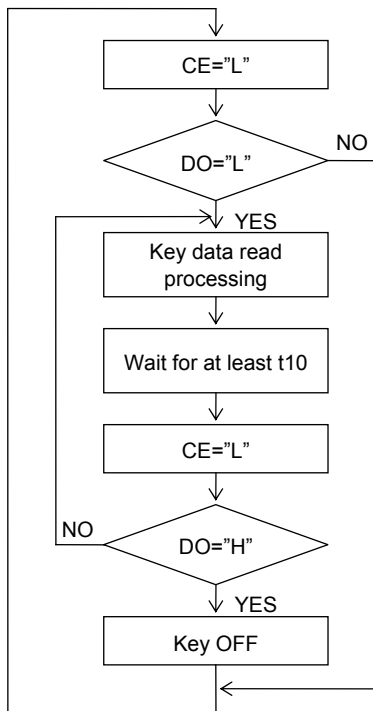 CE=”L”
DO=”L”
NO
YES
Key data read
processing
Wait for at least t10
CE=”L”
DO=”H”
NO
YES
Key OFF